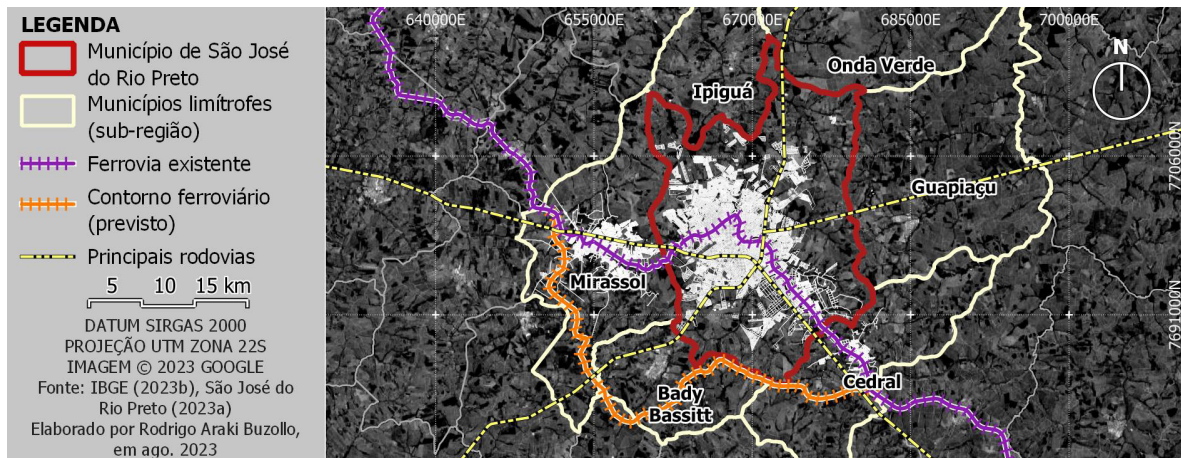 LEGENDA
Município de São José
do Rio Preto
Municípios limítrofes
(sub-região)
Ferrovia existente
Contorno ferroviário
(previsto)
Principais rodovias
5 10 15 km
DATUM SIRGAS 2000
PROJEÇÃO UTM ZONA 22S
IMAGEM © 2023 GOOGLE
Fonte: IBGE (2023b), São José do
Rio Preto (2023a)
Elaborado por Rodrigo Araki Buzollo,
em ago. 2023
640000E 655000E 670000E 685000E 700000E
N
Onda Verde
Ipiguá
7706000N
Guapiaçu
Mirassol
7691000N
Cedral
Bady
Bassitt